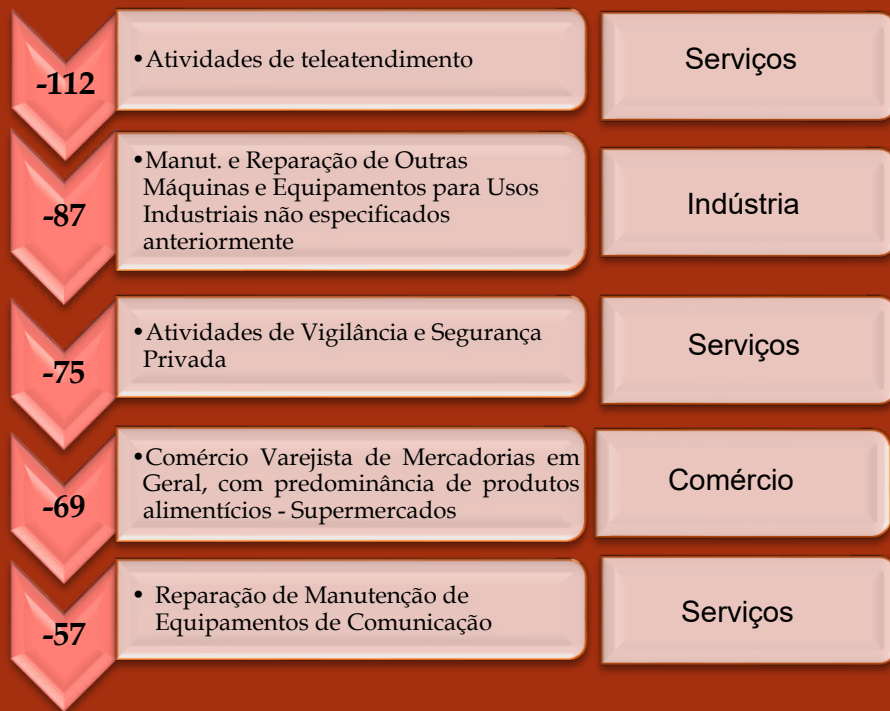 -112
•Atividades de teleatendimento
Serviços
-87
•Manut. e Reparação de Outras
Máquinas e Equipamentos para Usos
Industriais não especificados
anteriormente
Indústria
-75
•Atividades de Vigilância e Segurança
Privada
Serviços
-69
•Comércio Varejista de Mercadorias em
Geral, com predominância de produtos
alimentícios - Supermercados
Comércio
-57
• Reparação de Manutenção de
Equipamentos de Comunicação
Serviços